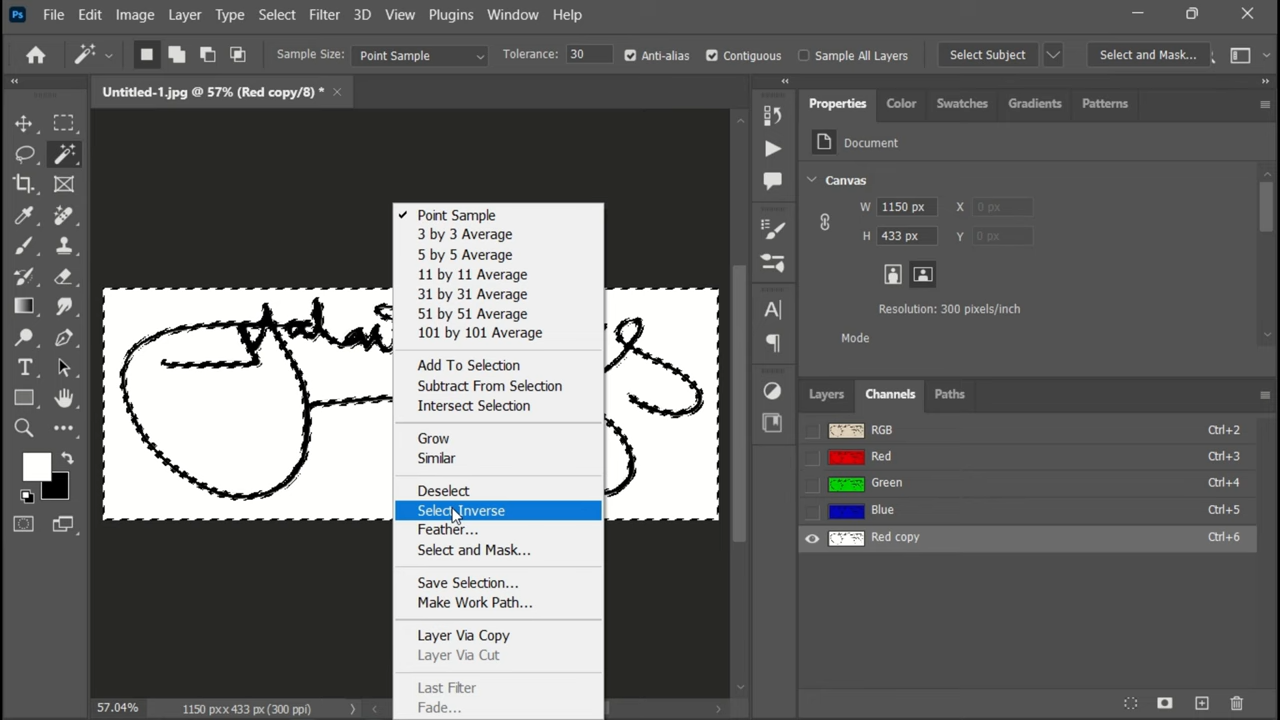 Ps File Edit Image Layer Type Select Filter 3D View Plugins Window Help
Sample Size: Point Sample Tolerance: 30 Anti-alias Contiguous Sample All Layers Select Subject Select and Mask...
Untitled-1.jpg @ 57% (Red copy/8) * ×
Properties Color Swatches Gradients Patterns
Document
Canvas
W 1150 px X 0 px
H 433 px Y 0 px
Resolution: 300 pixels/inch
Mode
Point Sample
3 by 3 Average
5 by 5 Average
11 by 11 Average
31 by 31 Average
51 by 51 Average
101 by 101 Average
Add To Selection
Subtract From Selection
Intersect Selection
Grow
Similar
Deselect
Select Inverse
Feather...
Select and Mask...
Save Selection...
Make Work Path...
Layer Via Copy
Layer Via Cut
Last Filter
Fade...
Layers Channels Paths
RGB Ctrl+2
Red Ctrl+3
Green Ctrl+4
Blue Ctrl+5
Red copy Ctrl+6
57.04% 1150 px x 433 px (300 ppi)